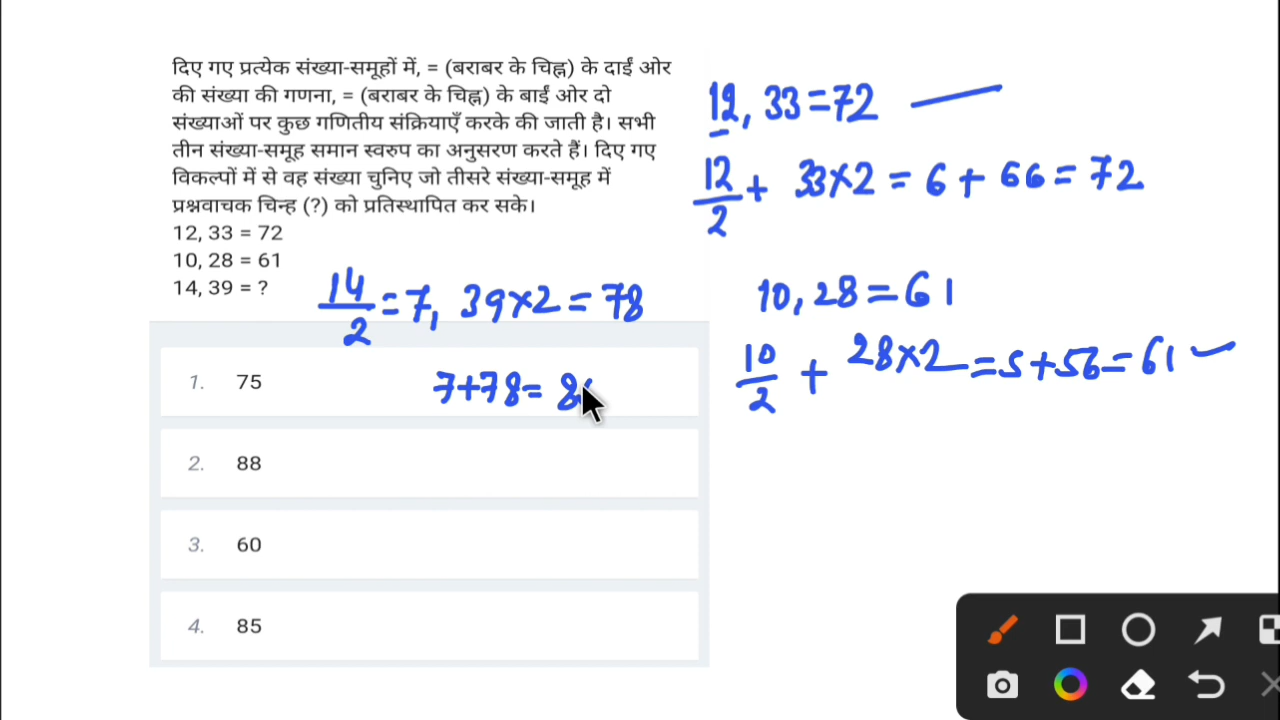 दिए गए प्रत्येक संख्या-समूहों में, = (बराबर के चिह्न) के दाईं ओर
की संख्या की गणना, = (बराबर के चिह्न) के बाईं ओर दो
संख्याओं पर कुछ गणितीय संक्रियाएँ करके की जाती है। सभी
तीन संख्या-समूह समान स्वरुप का अनुसरण करते हैं। दिए गए
विकल्पों में से वह संख्या चुनिए जो तीसरे संख्या-समूह में
प्रश्नवाचक चिन्ह (?) को प्रतिस्थापित कर सके।
12, 33 = 72
10, 28 = 61
14, 39 = ?
14/2 = 7, 39×2 = 78
1. 75
7+78=
2. 88
3. 60
4. 85
12, 33 = 72
12/2 + 33×2 = 6 + 66 = 72
10, 28 = 61
10/2 + 28×2 = 5+56 = 61